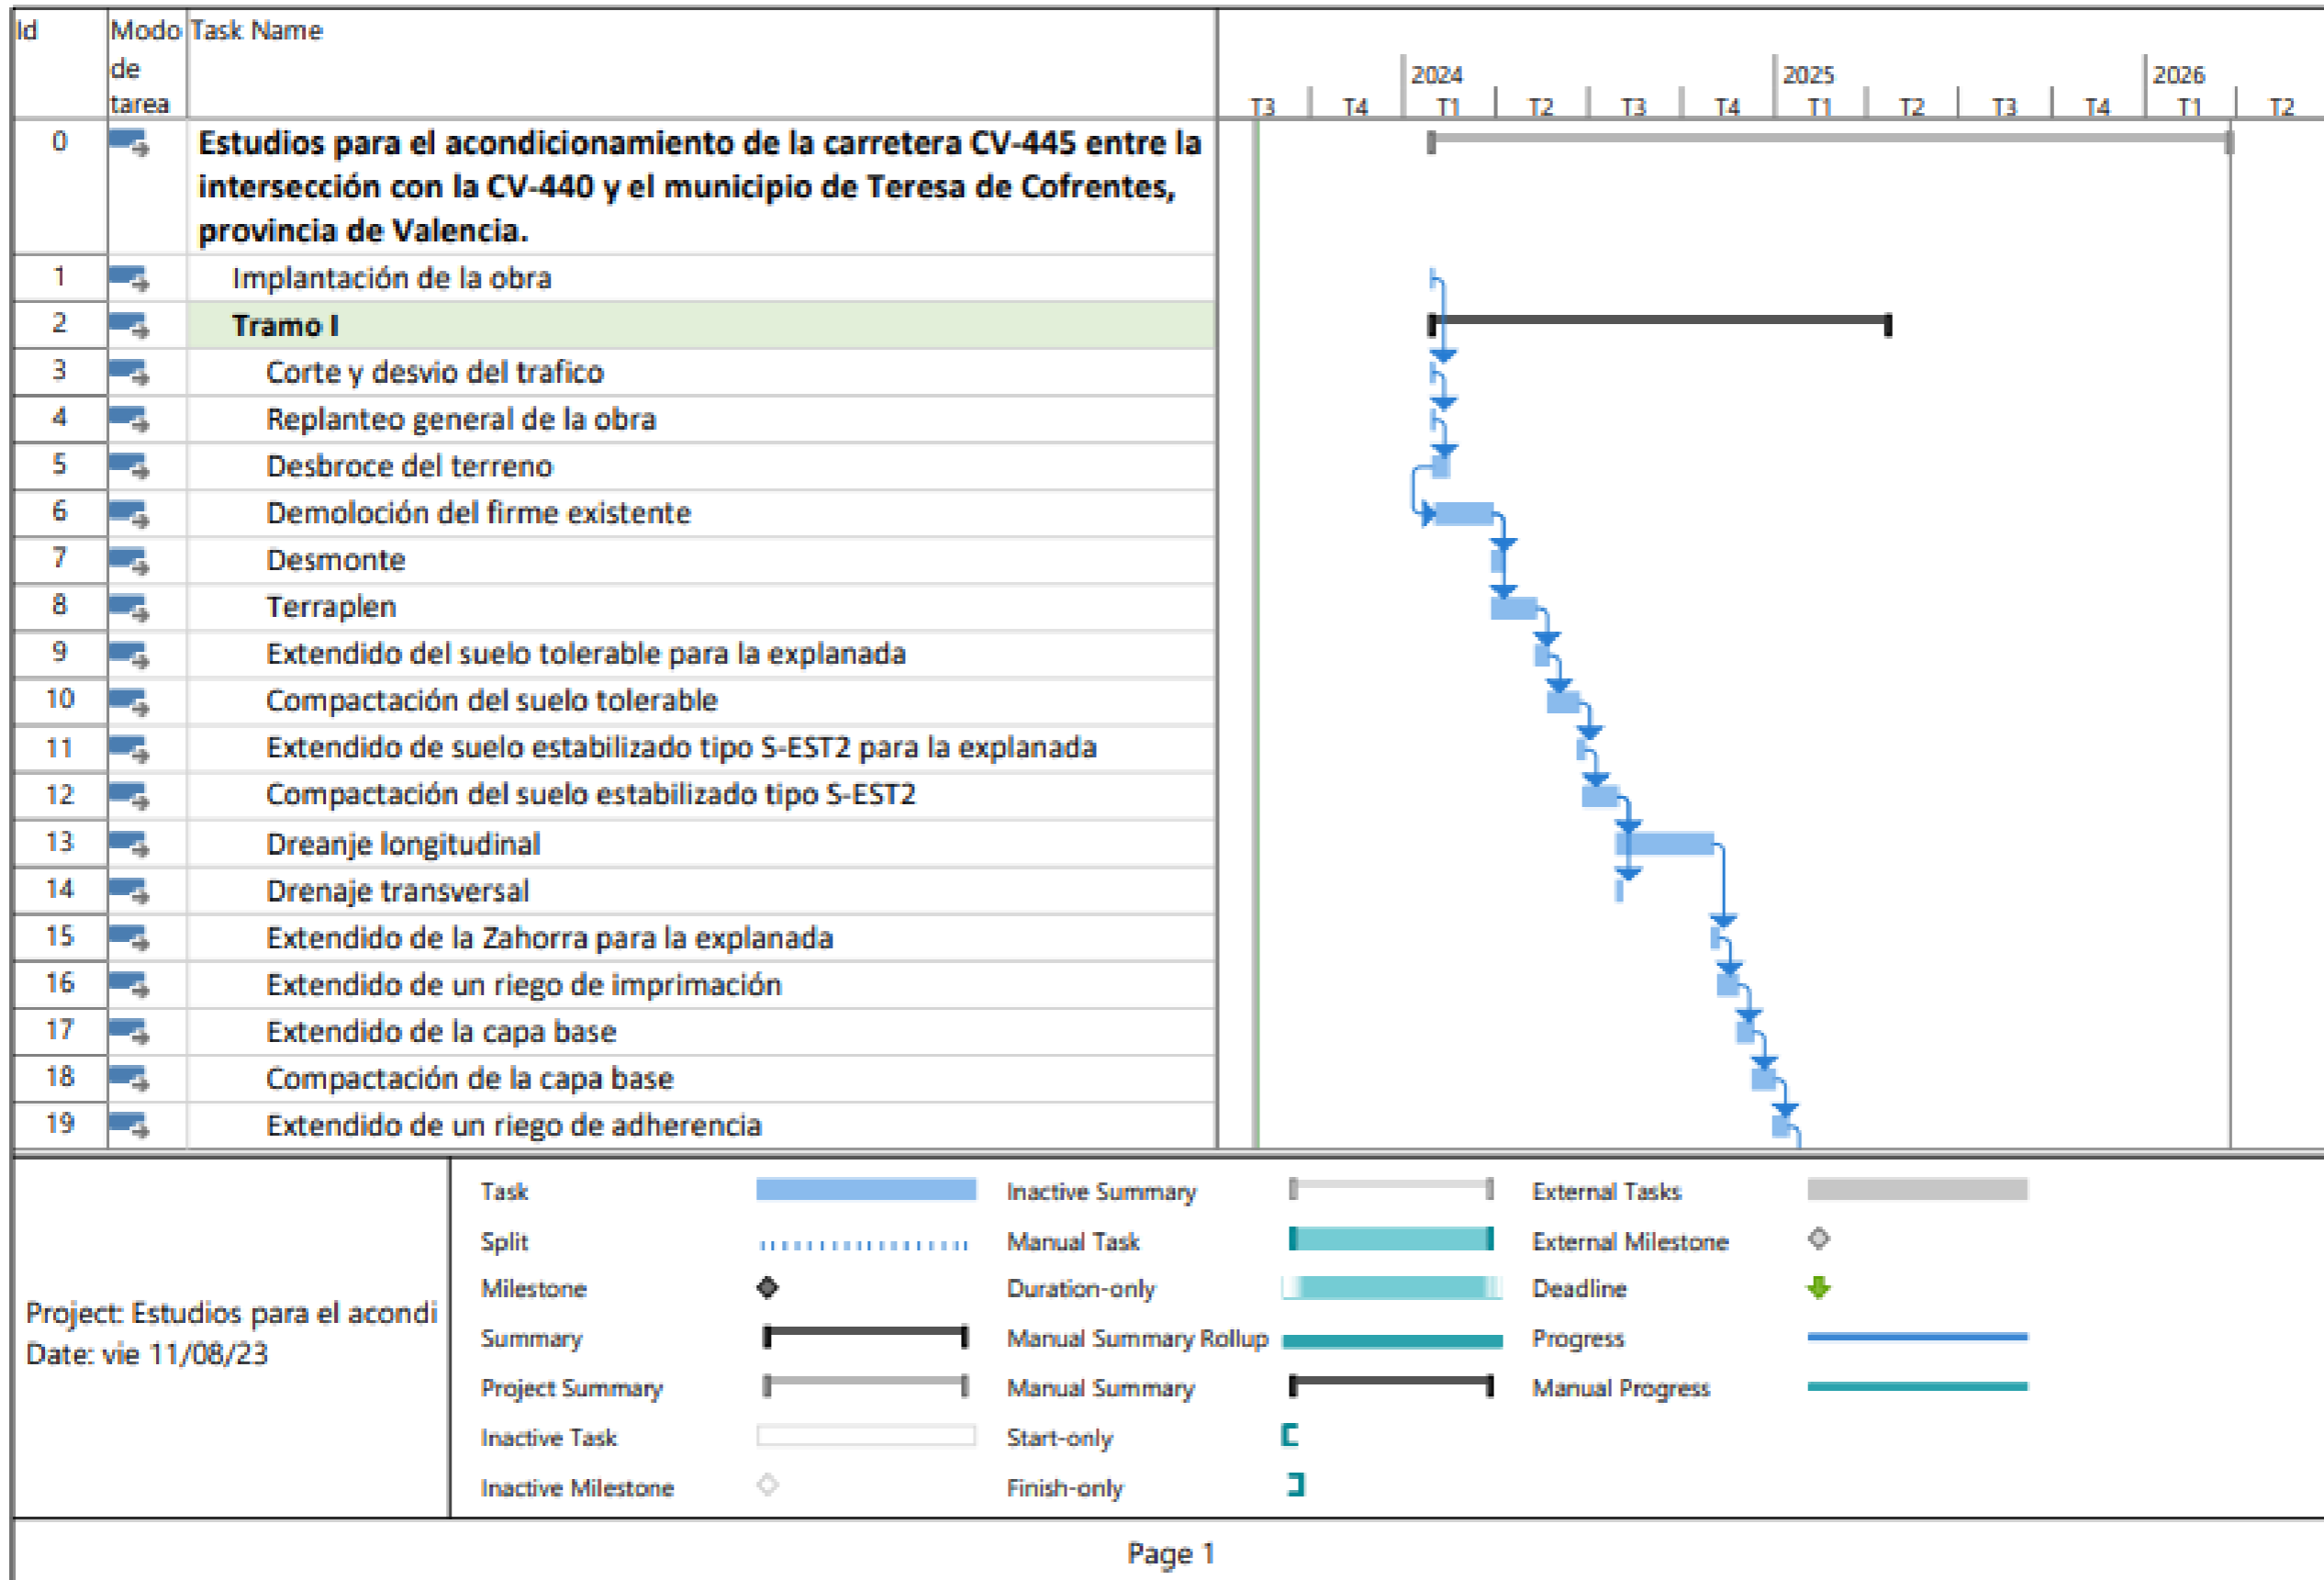 Id
Modo de tarea
Task Name
2024
2025
2026
T3 T4 T1 T2 T3 T4 T1 T2 T3 T4 T1 T2
0 Estudios para el acondicionamiento de la carretera CV-445 entre la
intersección con la CV-440 y el municipio de Teresa de Cofrentes,
provincia de Valencia.
1 Implantación de la obra
2 Tramo I
3 Corte y desvio del trafico
4 Replanteo general de la obra
5 Desbroce del terreno
6 Demoloción del firme existente
7 Desmonte
8 Terraplen
9 Extendido del suelo tolerable para la explanada
10 Compactación del suelo tolerable
11 Extendido de suelo estabilizado tipo S-EST2 para la explanada
12 Compactación del suelo estabilizado tipo S-EST2
13 Dreanje longitudinal
14 Drenaje transversal
15 Extendido de la Zahorra para la explanada
16 Extendido de un riego de imprimación
17 Extendido de la capa base
18 Compactación de la capa base
19 Extendido de un riego de adherencia
Project: Estudios para el acondi
Date: vie 11/08/23
Task
Split
Milestone
Summary
Project Summary
Inactive Task
Inactive Milestone
Inactive Summary
Manual Task
Duration-only
Manual Summary Rollup
Manual Summary
Start-only
Finish-only
External Tasks
External Milestone
Deadline
Progress
Manual Progress
Page 1